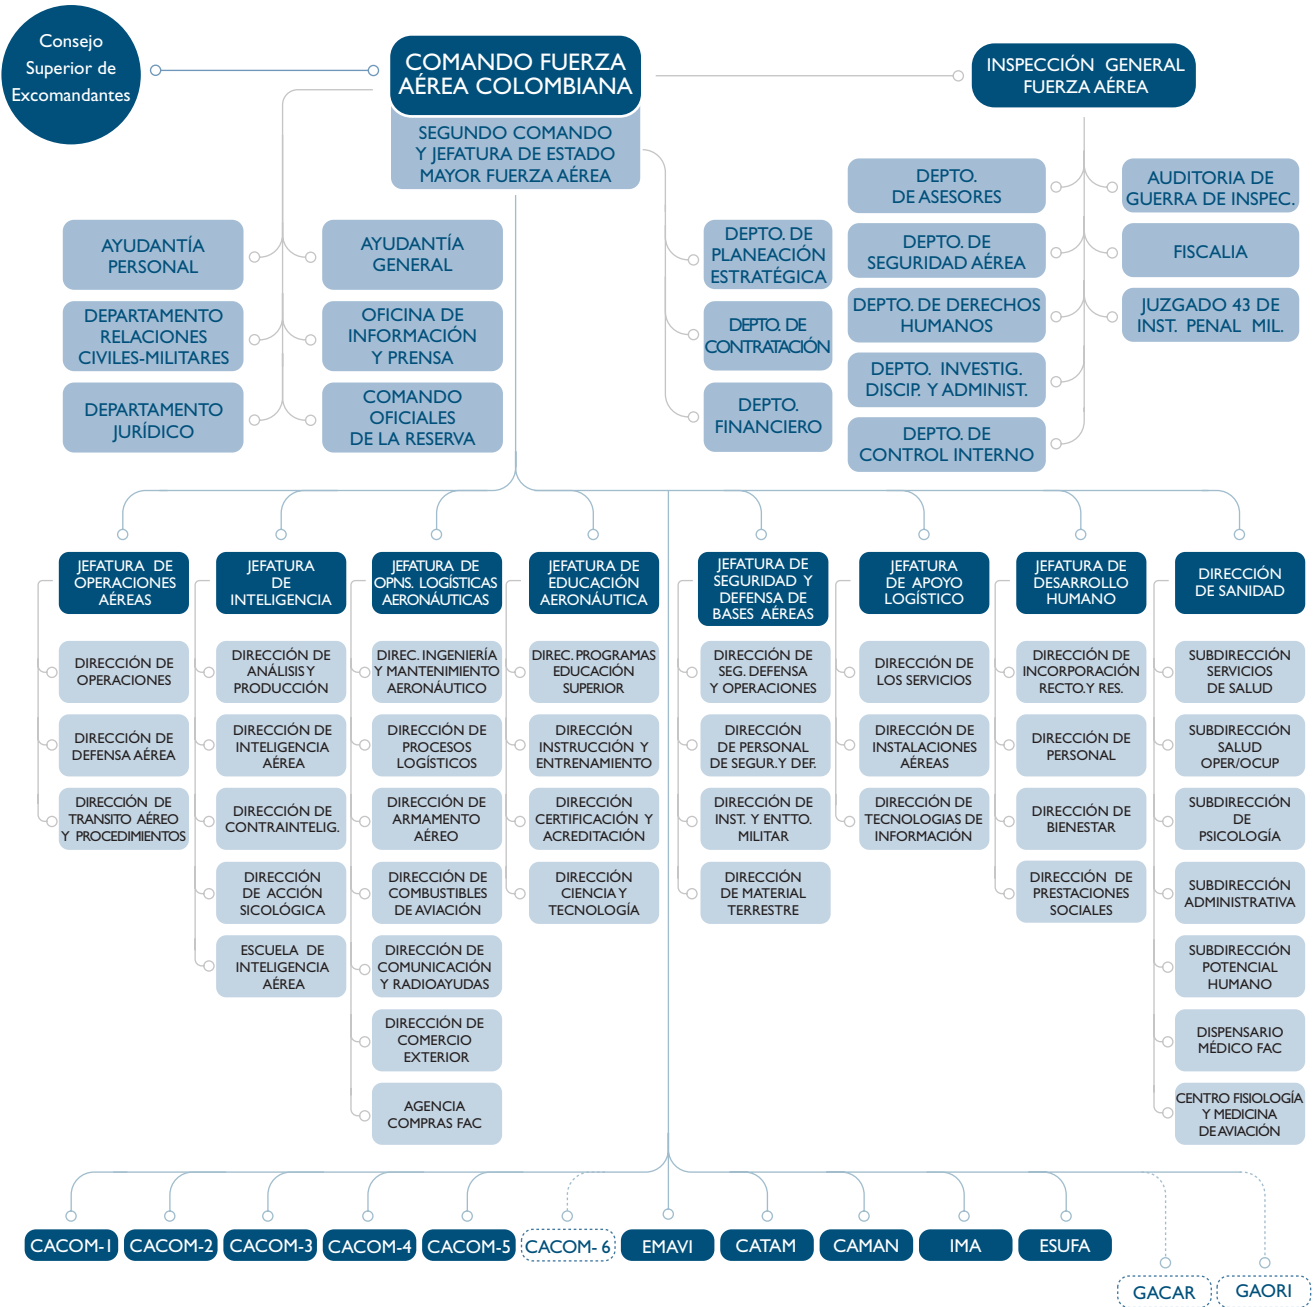 Consejo
Superior de
Excomandantes
COMANDO FUERZA
AÉREA COLOMBIANA
SEGUNDO COMANDO
Y JEFATURA DE ESTADO
MAYOR FUERZA AÉREA
INSPECCIÓN GENERAL
FUERZA AÉREA
AYUDANTÍA
PERSONAL
AYUDANTÍA
GENERAL
DEPARTAMENTO
RELACIONES
CIVILES-MILITARES
OFICINA DE
INFORMACIÓN
Y PRENSA
DEPARTAMENTO
JURÍDICO
COMANDO
OFICIALES
DE LA RESERVA
DEPTO. DE
PLANEACIÓN
ESTRATÉGICA
DEPTO. DE
CONTRATACIÓN
DEPTO.
FINANCIERO
DEPTO.
DE ASESORES
DEPTO. DE
SEGURIDAD AÉREA
DEPTO. DE DERECHOS
HUMANOS
DEPTO. INVESTIG.
DISCIP. Y ADMINIST.
DEPTO. DE
CONTROL INTERNO
AUDITORIA DE
GUERRA DE INSPEC.
FISCALIA
JUZGADO 43 DE
INST. PENAL MIL.
JEFATURA DE
OPERACIONES
AÉREAS
DIRECCIÓN DE
OPERACIONES
DIRECCIÓN DE
DEFENSA AÉREA
DIRECCIÓN DE
TRANSITO AÉREO
Y PROCEDIMIENTOS
JEFATURA
DE
INTELIGENCIA
DIRECCIÓN DE
ANÁLISIS Y
PRODUCCIÓN
DIRECCIÓN DE
INTELIGENCIA
AÉREA
DIRECCIÓN DE
CONTRAINTELIG.
DIRECCIÓN
DE ACCIÓN
SICOLÓGICA
ESCUELA DE
INTELIGENCIA
AÉREA
JEFATURA DE
OPNS. LOGÍSTICAS
AERONÁUTICAS
DIREC. INGENIERÍA
Y MANTENIMIENTO
AERONÁUTICO
DIRECCIÓN DE
PROCESOS
LOGÍSTICOS
DIRECCIÓN DE
ARMAMENTO
AÉREO
DIRECCIÓN DE
COMBUSTIBLES
DE AVIACIÓN
DIRECCIÓN DE
COMUNICACIÓN
Y RADIOAYUDAS
DIRECCIÓN DE
COMERCIO
EXTERIOR
AGENCIA
COMPRAS FAC
JEFATURA DE
EDUCACIÓN
AERONÁUTICA
DIREC. PROGRAMAS
EDUCACIÓN
SUPERIOR
DIRECCIÓN
INSTRUCCIÓN Y
ENTRENAMIENTO
DIRECCIÓN
CERTIFICACIÓN Y
ACREDITACIÓN
DIRECCIÓN
CIENCIA Y
TECNOLOGÍA
JEFATURA DE
SEGURIDAD Y
DEFENSA DE
BASES AÉREAS
DIRECCIÓN DE
SEG. DEFENSA
Y OPERACIONES
DIRECCIÓN
DE PERSONAL
DE SEGUR. Y DEF.
DIRECCIÓN DE
INST. Y ENTTO.
MILITAR
DIRECCIÓN
DE MATERIAL
TERRESTRE
JEFATURA
DE APOYO
LOGÍSTICO
DIRECCIÓN DE
LOS SERVICIOS
DIRECCIÓN DE
INSTALACIONES
AÉREAS
DIRECCIÓN DE
TECNOLOGIAS DE
INFORMACIÓN
JEFATURA DE
DESARROLLO
HUMANO
DIRECCIÓN DE
INCORPORACIÓN
RECTO. Y RES.
DIRECCIÓN DE
PERSONAL
DIRECCIÓN DE
BIENESTAR
DIRECCIÓN DE
PRESTACIONES
SOCIALES
DIRECCIÓN
DE SANIDAD
SUBDIRECCIÓN
SERVICIOS
DE SALUD
SUBDIRECCIÓN
SALUD
OPER/OCUP
SUBDIRECCIÓN
DE
PSICOLOGÍA
SUBDIRECCIÓN
ADMINISTRATIVA
SUBDIRECCIÓN
POTENCIAL
HUMANO
DISPENSARIO
MÉDICO FAC
CENTRO FISIOLOGÍA
Y MEDICINA
DE AVIACIÓN
CACOM-1
CACOM-2
CACOM-3
CACOM-4
CACOM-5
CACOM- 6
EMAVI
CATAM
CAMAN
IMA
ESUFA
GACAR
GAORI